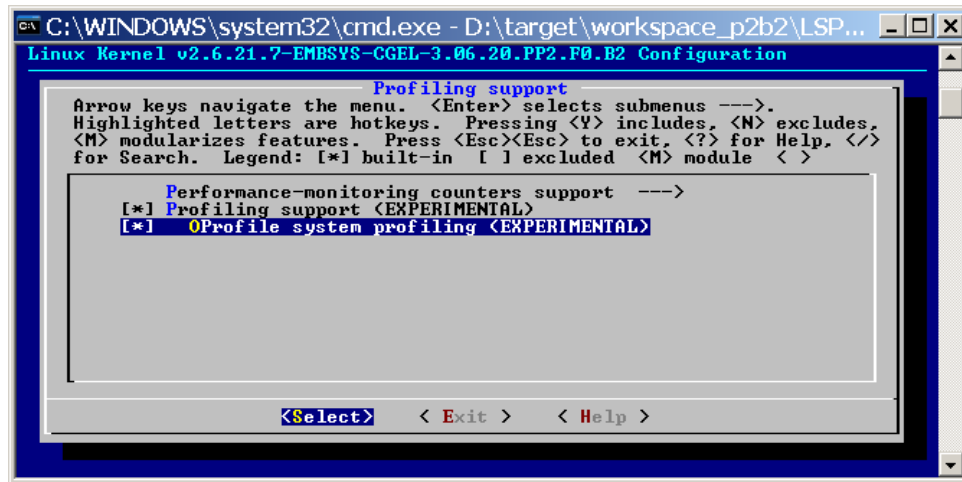 C:\WINDOWS\system32\cmd.exe - D:\target\workspace_p2b2\LSP...
Linux Kernel v2.6.21.7-EMBSYS-CGEL-3.06.20.PP2.F0.B2 Configuration
Profiling support
Arrow keys navigate the menu. <Enter> selects submenus --->.
Highlighted letters are hotkeys. Pressing <Y> includes, <N> excludes,
<M> modularizes features. Press <Esc><Esc> to exit, <?> for Help, </>
for Search. Legend: [*] built-in [ ] excluded <M> module < >
Performance-monitoring counters support --->
[*] Profiling support (EXPERIMENTAL)
[*] OProfile system profiling (EXPERIMENTAL)
<Select> < Exit > < Help >